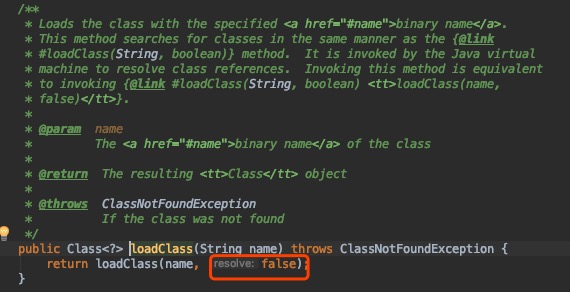 /**
 * Loads the class with the specified <a href="#name">binary name</a>.
 * This method searches for classes in the same manner as the {@link
 * #loadClass(String, boolean)} method.  It is invoked by the Java virtual
 * machine to resolve class references.  Invoking this method is equivalent
 * to invoking {@link #loadClass(String, boolean) <tt>loadClass(name,
 * false)</tt>}.
 *
 * @param  name
 *         The <a href="#name">binary name</a> of the class
 *
 * @return  The resulting <tt>Class</tt> object
 *
 * @throws  ClassNotFoundException
 *          If the class was not found
 */
public Class<?> loadClass(String name) throws ClassNotFoundException {
    return loadClass(name, resolve: false);
}